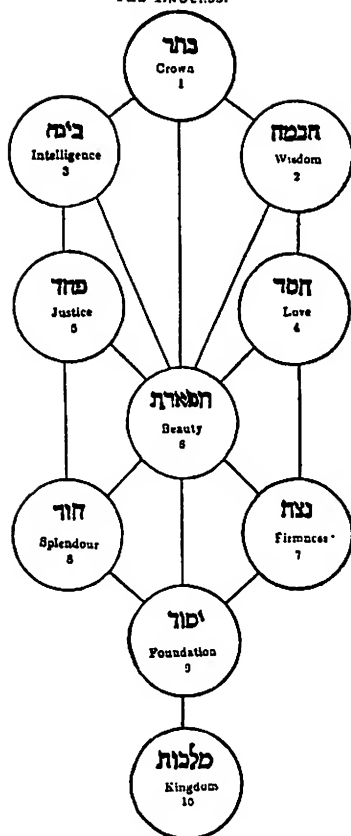 כתר
Crown
1
בינה
Intelligence
3
חכמה
Wisdom
2
פחד
Justice
5
חסד
Love
4
תפארת
Beauty
6
הוד
Splendour
8
נצח
Firmness
7
יסוד
Foundation
9
מלכות
Kingdom
10